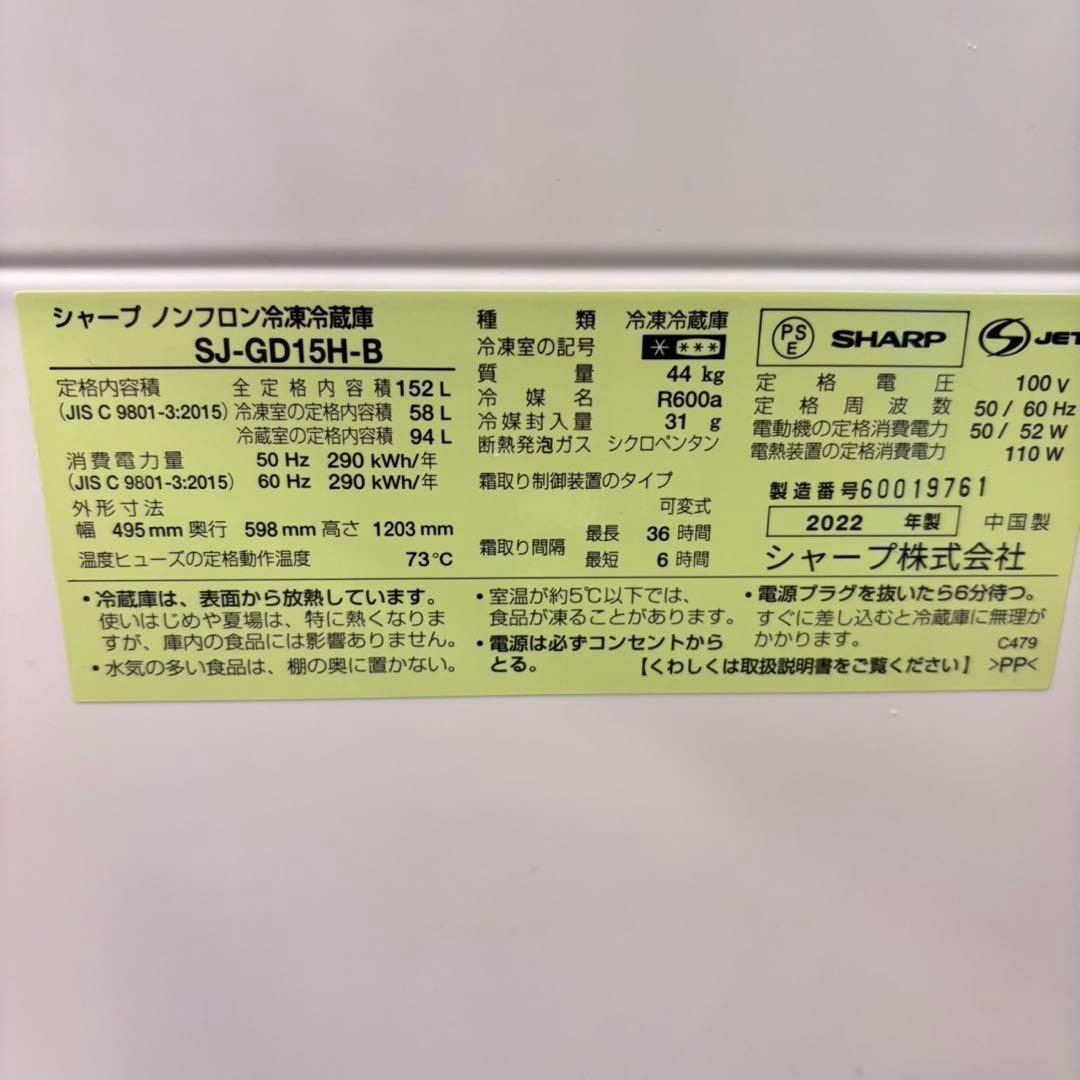 シャープ ノンフロン冷凍冷蔵庫
SJ-GD15H-B
定格内容積 全定格内容積 152 L
(JIS C 9801-3:2015) 冷凍室の定格内容積 58 L
冷蔵室の定格内容積 94 L
消費電力量 50 Hz 290 kWh/年
(JIS C 9801-3:2015) 60 Hz 290 kWh/年
外形寸法
幅 495 mm 奥行 598 mm 高さ 1203 mm
温度ヒューズの定格動作温度 73℃
種類 冷凍冷蔵庫
冷凍室の記号 * ***
質量 44 kg
冷媒名 R600a
冷媒封入量 31 g
断熱発泡ガス シクロペンタン
霜取り制御装置のタイプ
可変式
霜取り間隔 最長 36 時間
最短 6 時間
PSE SHARP JET
定格電圧 100 V
定格周波数 50 / 60 Hz
電動機の定格消費電力 50 / 52 W
電熱装置の定格消費電力 110 W
製造番号 60019761
2022 年製 中国製
シャープ株式会社
・冷蔵庫は、表面から放熱しています。
使いはじめや夏場は、特に熱くなりま
すが、庫内の食品には影響ありません。
・水気の多い食品は、棚の奥に置かない。
・室温が約5℃以下では、
食品が凍ることがあります。
・電源は必ずコンセントから
とる。
・電源プラグを抜いたら6分待つ。
すぐに差し込むと冷蔵庫に無理が
かかります。 C479
【くわしくは取扱説明書をご覧ください】 >PP<